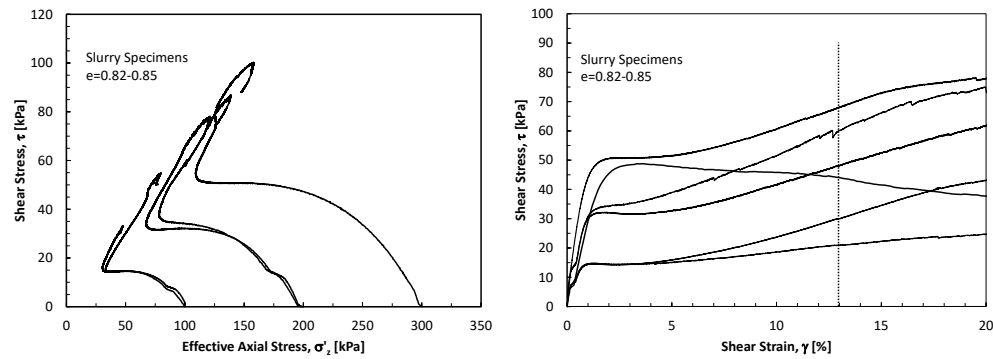 120
100
80
60
40
20
0
Shear Stress, τ [kPa]
Slurry Specimens
e=0.82-0.85
0 50 100 150 200 250 300 350
Effective Axial Stress, σ'z [kPa]
100
90
80
70
60
50
40
30
20
10
0
Shear Stress, τ [kPa]
Slurry Specimens
e=0.82-0.85
0 5 10 15 20
Shear Strain, γ [%]